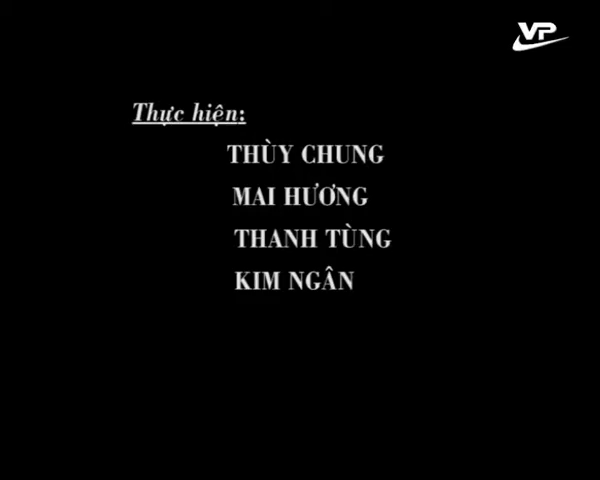 VP
Thực hiện:
THÙY CHUNG
MAI HƯƠNG
THANH TÙNG
KIM NGÂN